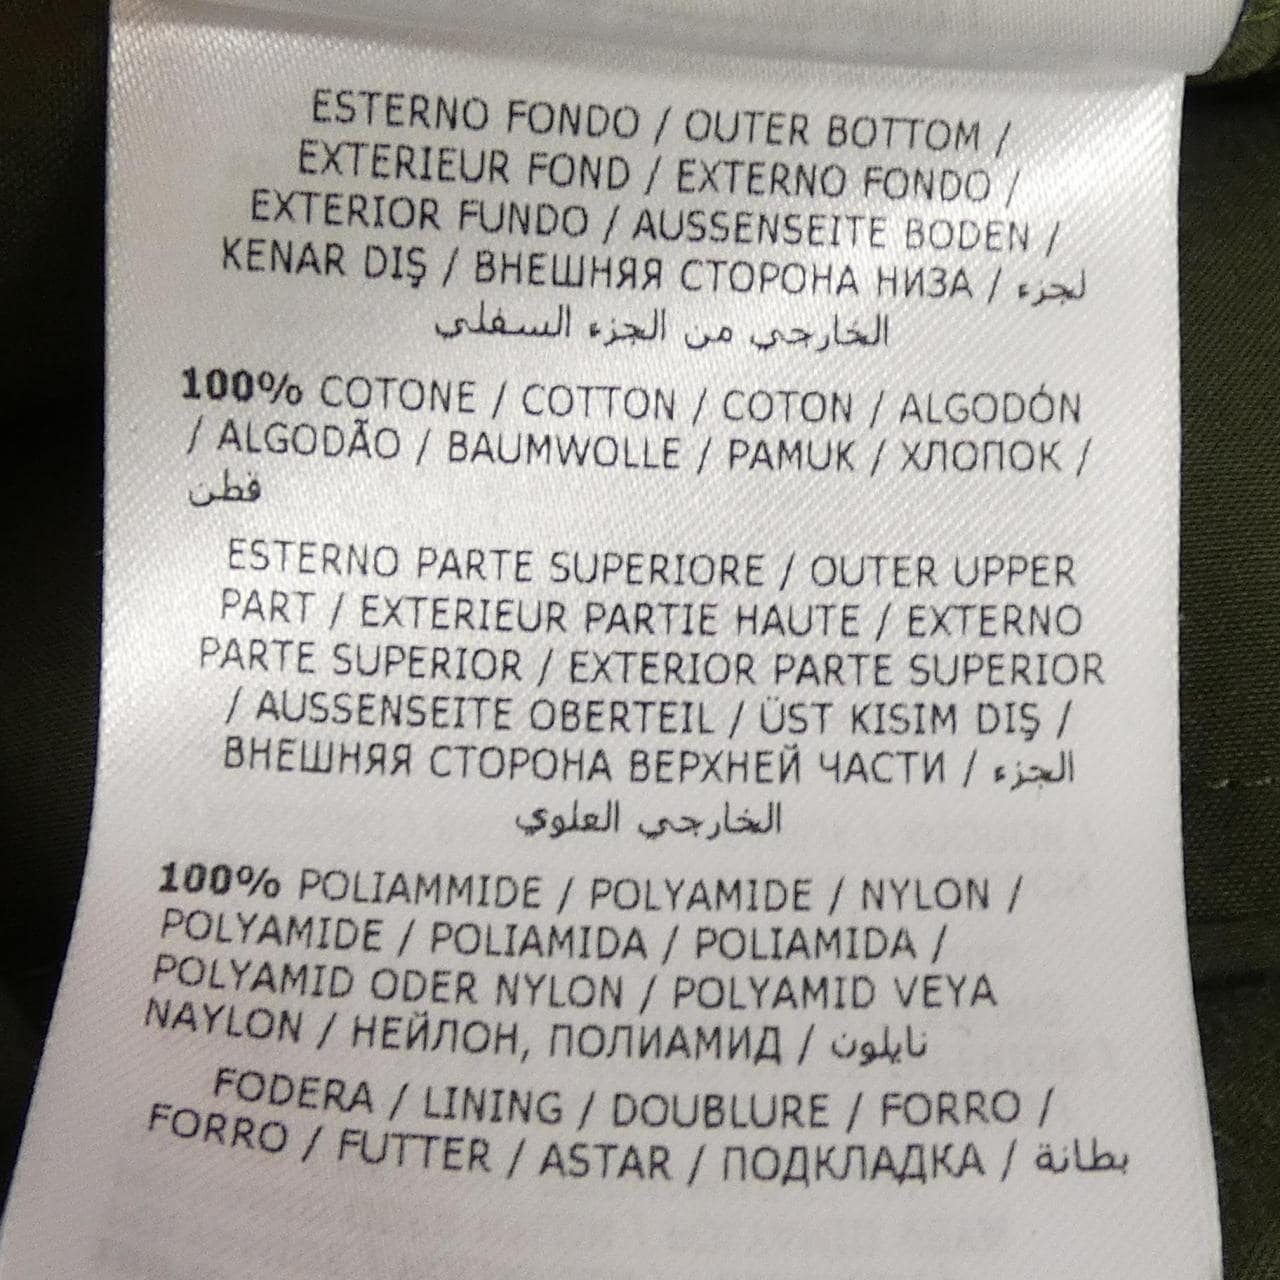 ESTERNO FONDO / OUTER BOTTOM /
EXTERIEUR FOND / EXTERNO FONDO /
EXTERIOR FUNDO / AUSSENSEITE BODEN /
KENAR DIŞ / ВНЕШНЯЯ СТОРОНА НИЗА / لجزء
الخارجي من الجزء السفلي
100% COTONE / COTTON / COTON / ALGODÓN
/ ALGODÃO / BAUMWOLLE / PAMUK / ХЛОПОК /
قطن
ESTERNO PARTE SUPERIORE / OUTER UPPER
PART / EXTERIEUR PARTIE HAUTE / EXTERNO
PARTE SUPERIOR / EXTERIOR PARTE SUPERIOR
/ AUSSENSEITE OBERTEIL / ÜST KISIM DIŞ /
ВНЕШНЯЯ СТОРОНА ВЕРХНЕЙ ЧАСТИ / الجزء
الخارجي العلوي
100% POLIAMMIDE / POLYAMIDE / NYLON /
POLYAMIDE / POLIAMIDA / POLIAMIDA /
POLYAMID ODER NYLON / POLYAMID VEYA
NAYLON / НЕЙЛОН, ПОЛИАМИД / نايلون
FODERA / LINING / DOUBLURE / FORRO /
FORRO / FUTTER / ASTAR / ПОДКЛАДКА / بطانة